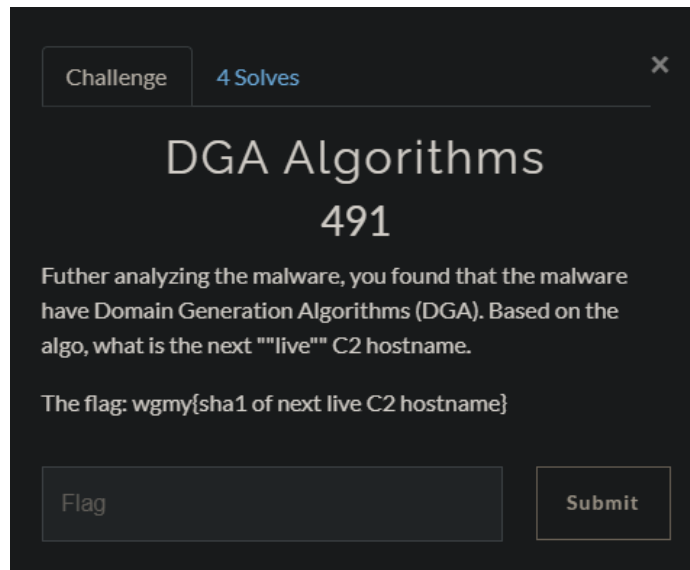 Challenge
4 Solves
×
DGA Algorithms
491
Futher analyzing the malware, you found that the malware
have Domain Generation Algorithms (DGA). Based on the
algo, what is the next ""live"" C2 hostname.
The flag: wgmy{sha1 of next live C2 hostname}
Flag
Submit